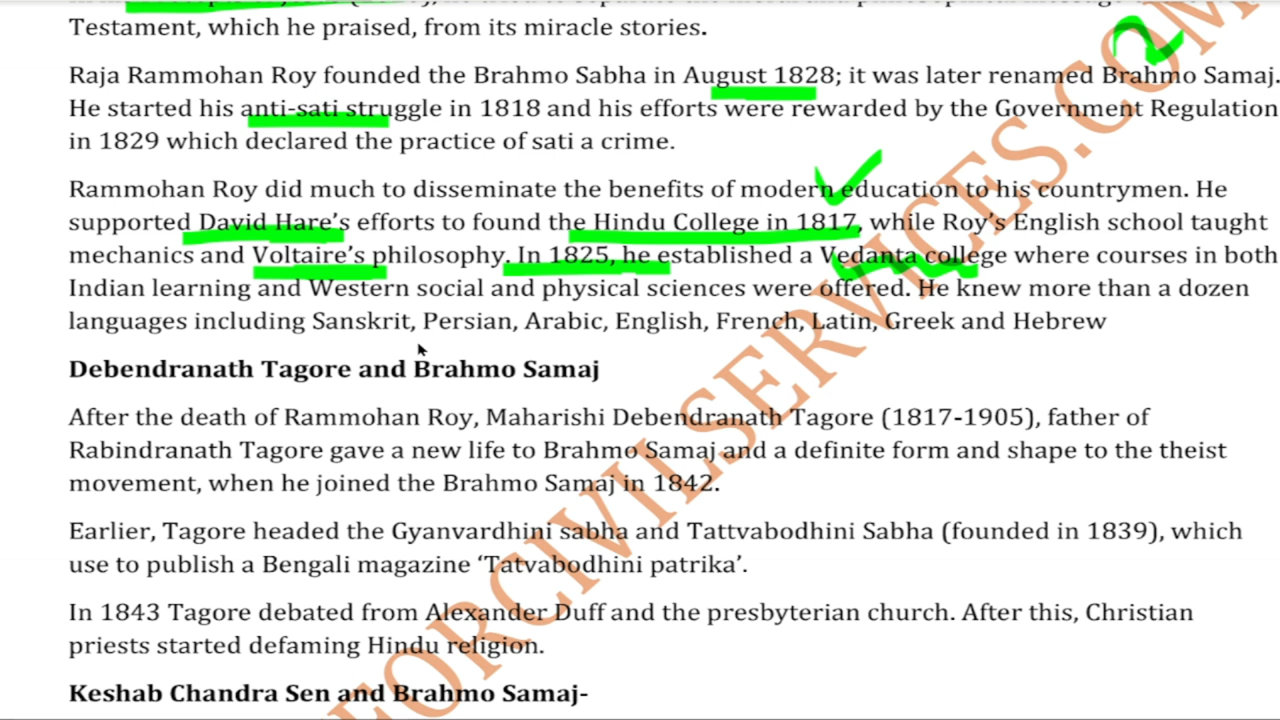 Testament, which he praised, from its miracle stories.
Raja Rammohan Roy founded the Brahmo Sabha in August 1828; it was later renamed Brahmo Samaj.
He started his anti-sati struggle in 1818 and his efforts were rewarded by the Government Regulation
in 1829 which declared the practice of sati a crime.
Rammohan Roy did much to disseminate the benefits of modern education to his countrymen. He
supported David Hare’s efforts to found the Hindu College in 1817, while Roy’s English school taught
mechanics and Voltaire’s philosophy. In 1825, he established a Vedanta college where courses in both
Indian learning and Western social and physical sciences were offered. He knew more than a dozen
languages including Sanskrit, Persian, Arabic, English, French, Latin, Greek and Hebrew
Debendranath Tagore and Brahmo Samaj
After the death of Rammohan Roy, Maharishi Debendranath Tagore (1817-1905), father of
Rabindranath Tagore gave a new life to Brahmo Samaj and a definite form and shape to the theist
movement, when he joined the Brahmo Samaj in 1842.
Earlier, Tagore headed the Gyanvardhini sabha and Tattvabodhini Sabha (founded in 1839), which
use to publish a Bengali magazine ‘Tatvabodhini patrika’.
In 1843 Tagore debated from Alexander Duff and the presbyterian church. After this, Christian
priests started defaming Hindu religion.
Keshab Chandra Sen and Brahmo Samaj-
FORCIVILSERVICES.COM